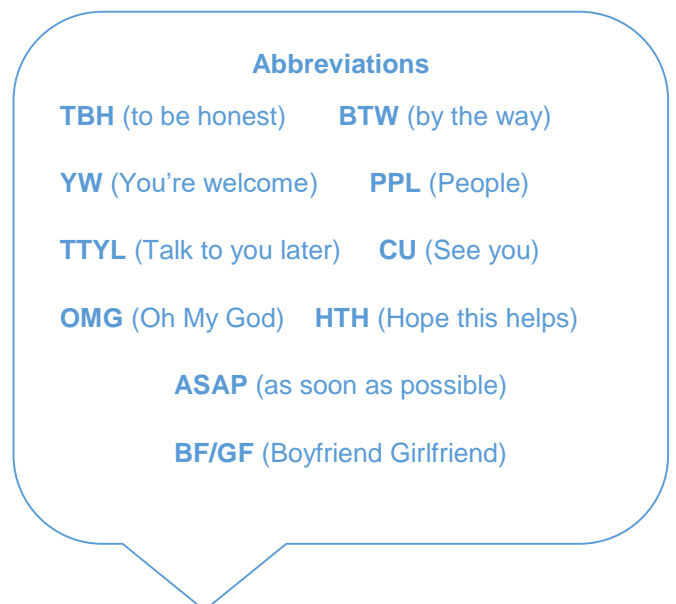 Abbreviations
TBH (to be honest) BTW (by the way)
YW (You’re welcome) PPL (People)
TTYL (Talk to you later) CU (See you)
OMG (Oh My God) HTH (Hope this helps)
ASAP (as soon as possible)
BF/GF (Boyfriend Girlfriend)